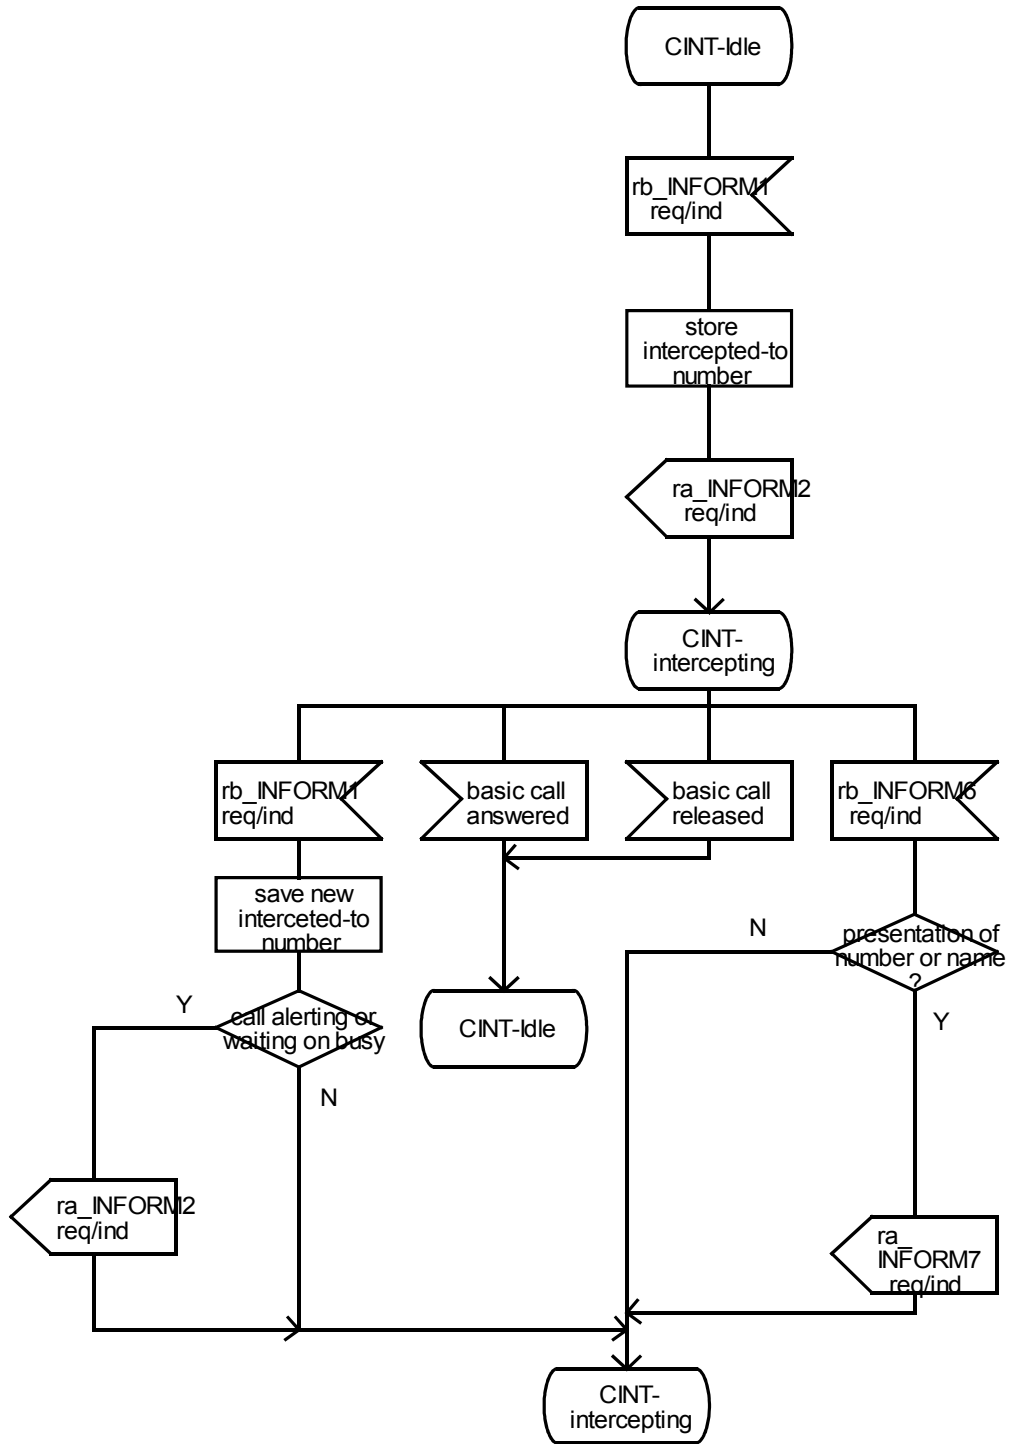 CINT-Idle
rb_INFORM1
req/ind
store
intercepted-to
number
ra_INFORM2
req/ind
CINT-
intercepting
rb_INFORM1
req/ind
basic call
answered
basic call
released
rb_INFORM6
req/ind
save new
interceted-to
number
N
presentation of
number or name
?
Y
call alerting or
waiting on busy
CINT-Idle
Y
N
ra_INFORM2
req/ind
ra_
INFORM7
req/ind
CINT-
intercepting